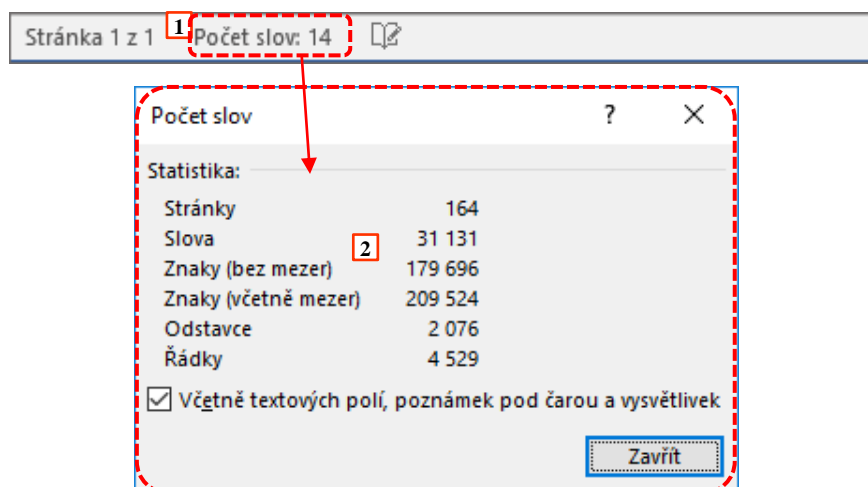 Stránka 1 z 1 1 Počet slov: 14
Počet slov ?
Statistika:
Stránky 164
Slova 31 131
2
Znaky (bez mezer) 179 696
Znaky (včetně mezer) 209 524
Odstavce 2 076
Řádky 4 529
Včetně textových polí, poznámek pod čarou a vysvětlivek
Zavřít